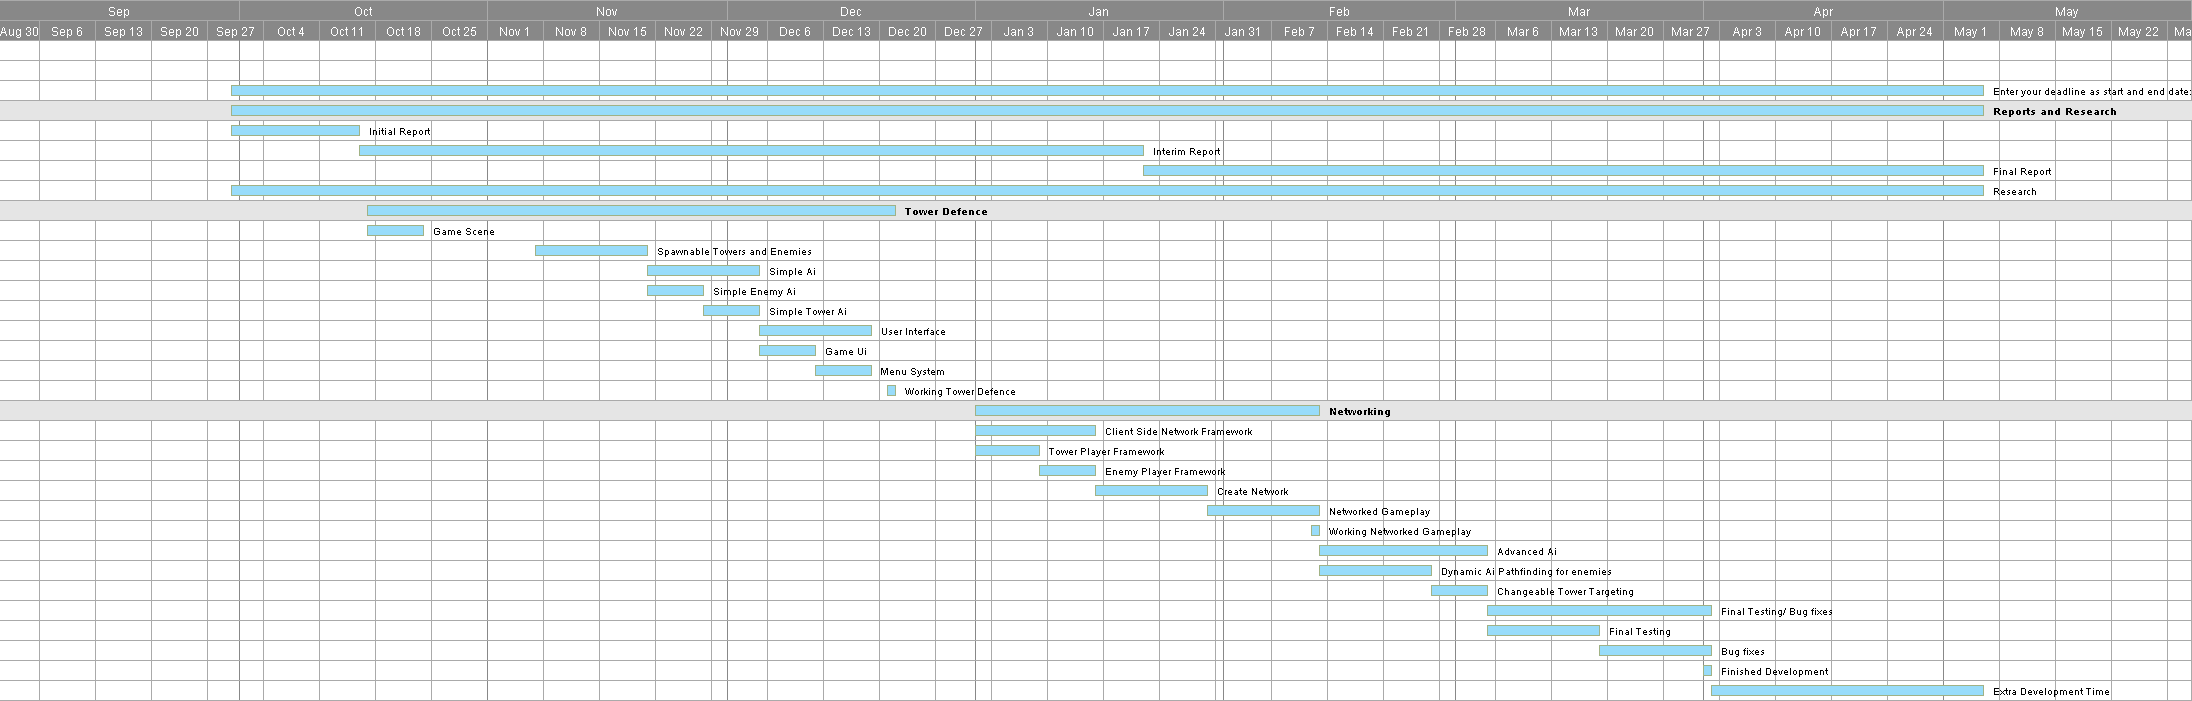 Sep Oct Nov Dec Jan Feb Mar Apr May
Aug 30 Sep 6 Sep 13 Sep 20 Sep 27 Oct 4 Oct 11 Oct 18 Oct 25 Nov 1 Nov 8 Nov 15 Nov 22 Nov 29 Dec 6 Dec 13 Dec 20 Dec 27 Jan 3 Jan 10 Jan 17 Jan 24 Jan 31 Feb 7 Feb 14 Feb 21 Feb 28 Mar 6 Mar 13 Mar 20 Mar 27 Apr 3 Apr 10 Apr 17 Apr 24 May 1 May 8 May 15 May 22 Ma
Enter your deadline as start and end date:
Reports and Research
Initial Report
Interim Report
Final Report
Research
Tower Defence
Game Scene
Spawnable Towers and Enemies
Simple Ai
Simple Enemy Ai
Simple Tower Ai
User Interface
Game Ui
Menu System
Working Tower Defence
Networking
Client Side Network Framework
Tower Player Framework
Enemy Player Framework
Create Network
Networked Gameplay
Working Networked Gameplay
Advanced Ai
Dynamic Ai Pathfinding for enemies
Changeable Tower Targeting
Final Testing/ Bug fixes
Final Testing
Bug fixes
Finished Development
Extra Development Time